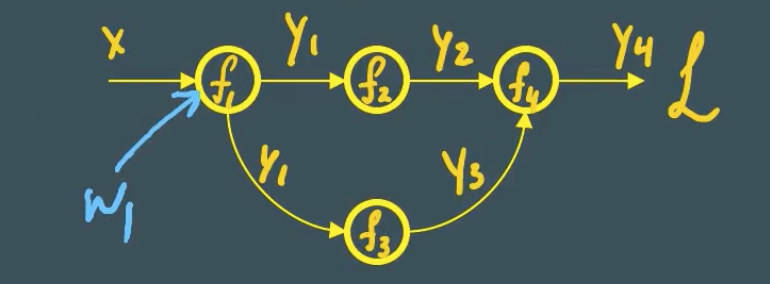 x y₁ y₂ y₄ ℒ
f₁ f₂ f₄
y₁ y₃
w₁
f₃